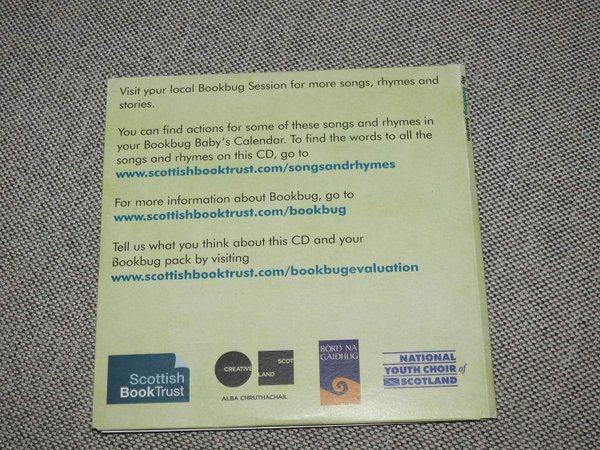 Visit your local Bookbug Session for more songs, rhymes and
stories.
You can find actions for some of these songs and rhymes in
your Bookbug Baby's Calendar. To find the words to all the
songs and rhymes on this CD, go to
www.scottishbooktrust.com/songsandrhymes
For more information about Bookbug, go to
www.scottishbooktrust.com/bookbug
Tell us what you think about this CD and your
Bookbug pack by visiting
www.scottishbooktrust.com/bookbugevaluation
Scottish
BookTrust
CREATIVE SCOT
LAND
ALBA CHRUTHACHAIL
BÒRD NA
GÀIDHLIG
NATIONAL
YOUTH CHOIR of
SCOTLAND